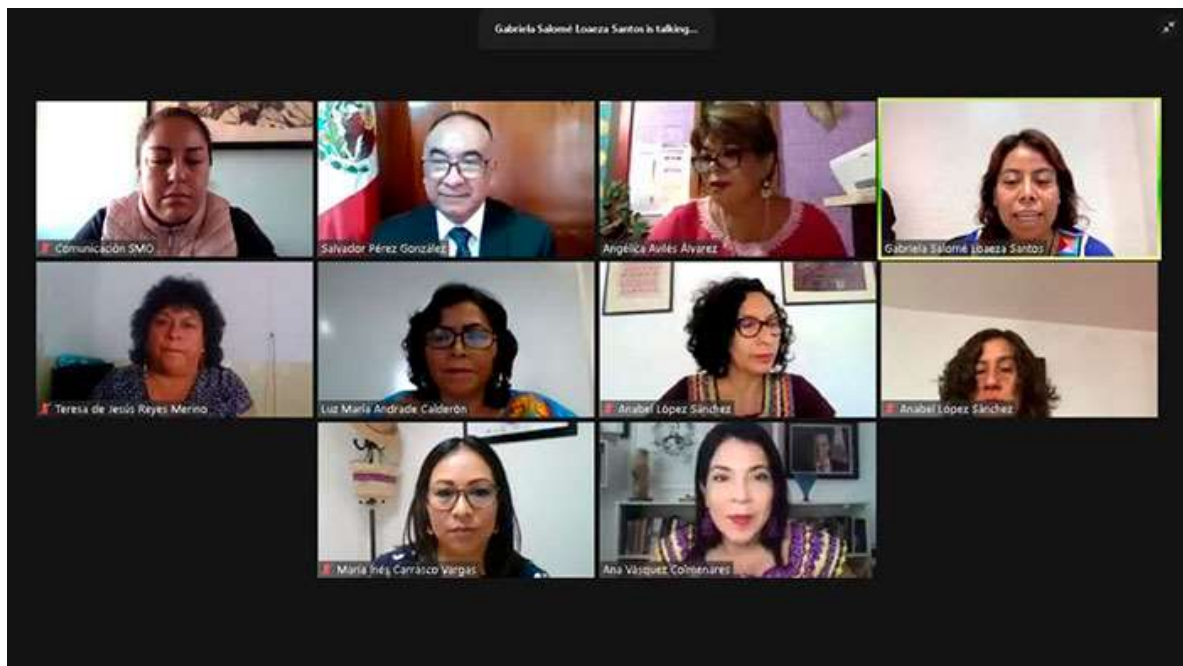 Gabriela Salomé Loaeza Santos is talking...
Comunicación SMO
Salvador Pérez González
Angélica Avilés Álvarez
Gabriela Salomé Loaeza Santos
Teresa de Jesús Reyes Merino
Luz María Andrade Calderón
Anabel López Sánchez
Anabel López Sánchez
María Inés Carrasco Vargas
Ana Vásquez Colmenares